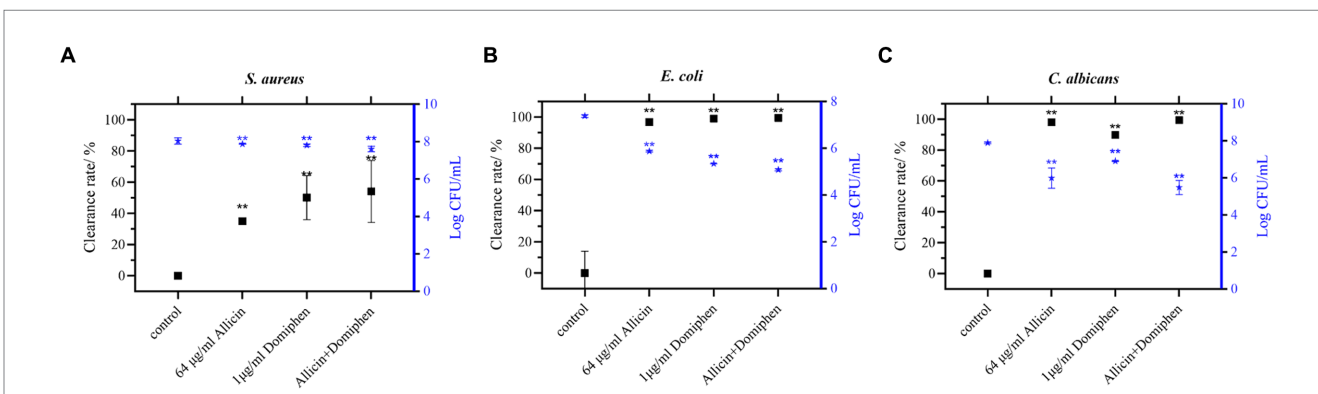 A
S. aureus
Clearance rate/ %
100
80
60
40
20
0
10
8
6
4
2
0
Log CFU/mL
**
**
**
**
**
**
control
64 μg/ml Allicin
1μg/ml Domiphen
Allicin+Domiphen
B
E. coli
Clearance rate/ %
100
80
60
40
20
0
8
6
4
2
0
Log CFU/mL
**
**
**
**
**
**
control
64 μg/ml Allicin
1μg/ml Domiphen
Allicin+Domiphen
C
C. albicans
Clearance rate/ %
100
80
60
40
20
0
10
8
6
4
2
0
Log CFU/mL
**
**
**
**
**
**
control
64 μg/ml Allicin
1μg/ml Domiphen
Allicin+Domiphen